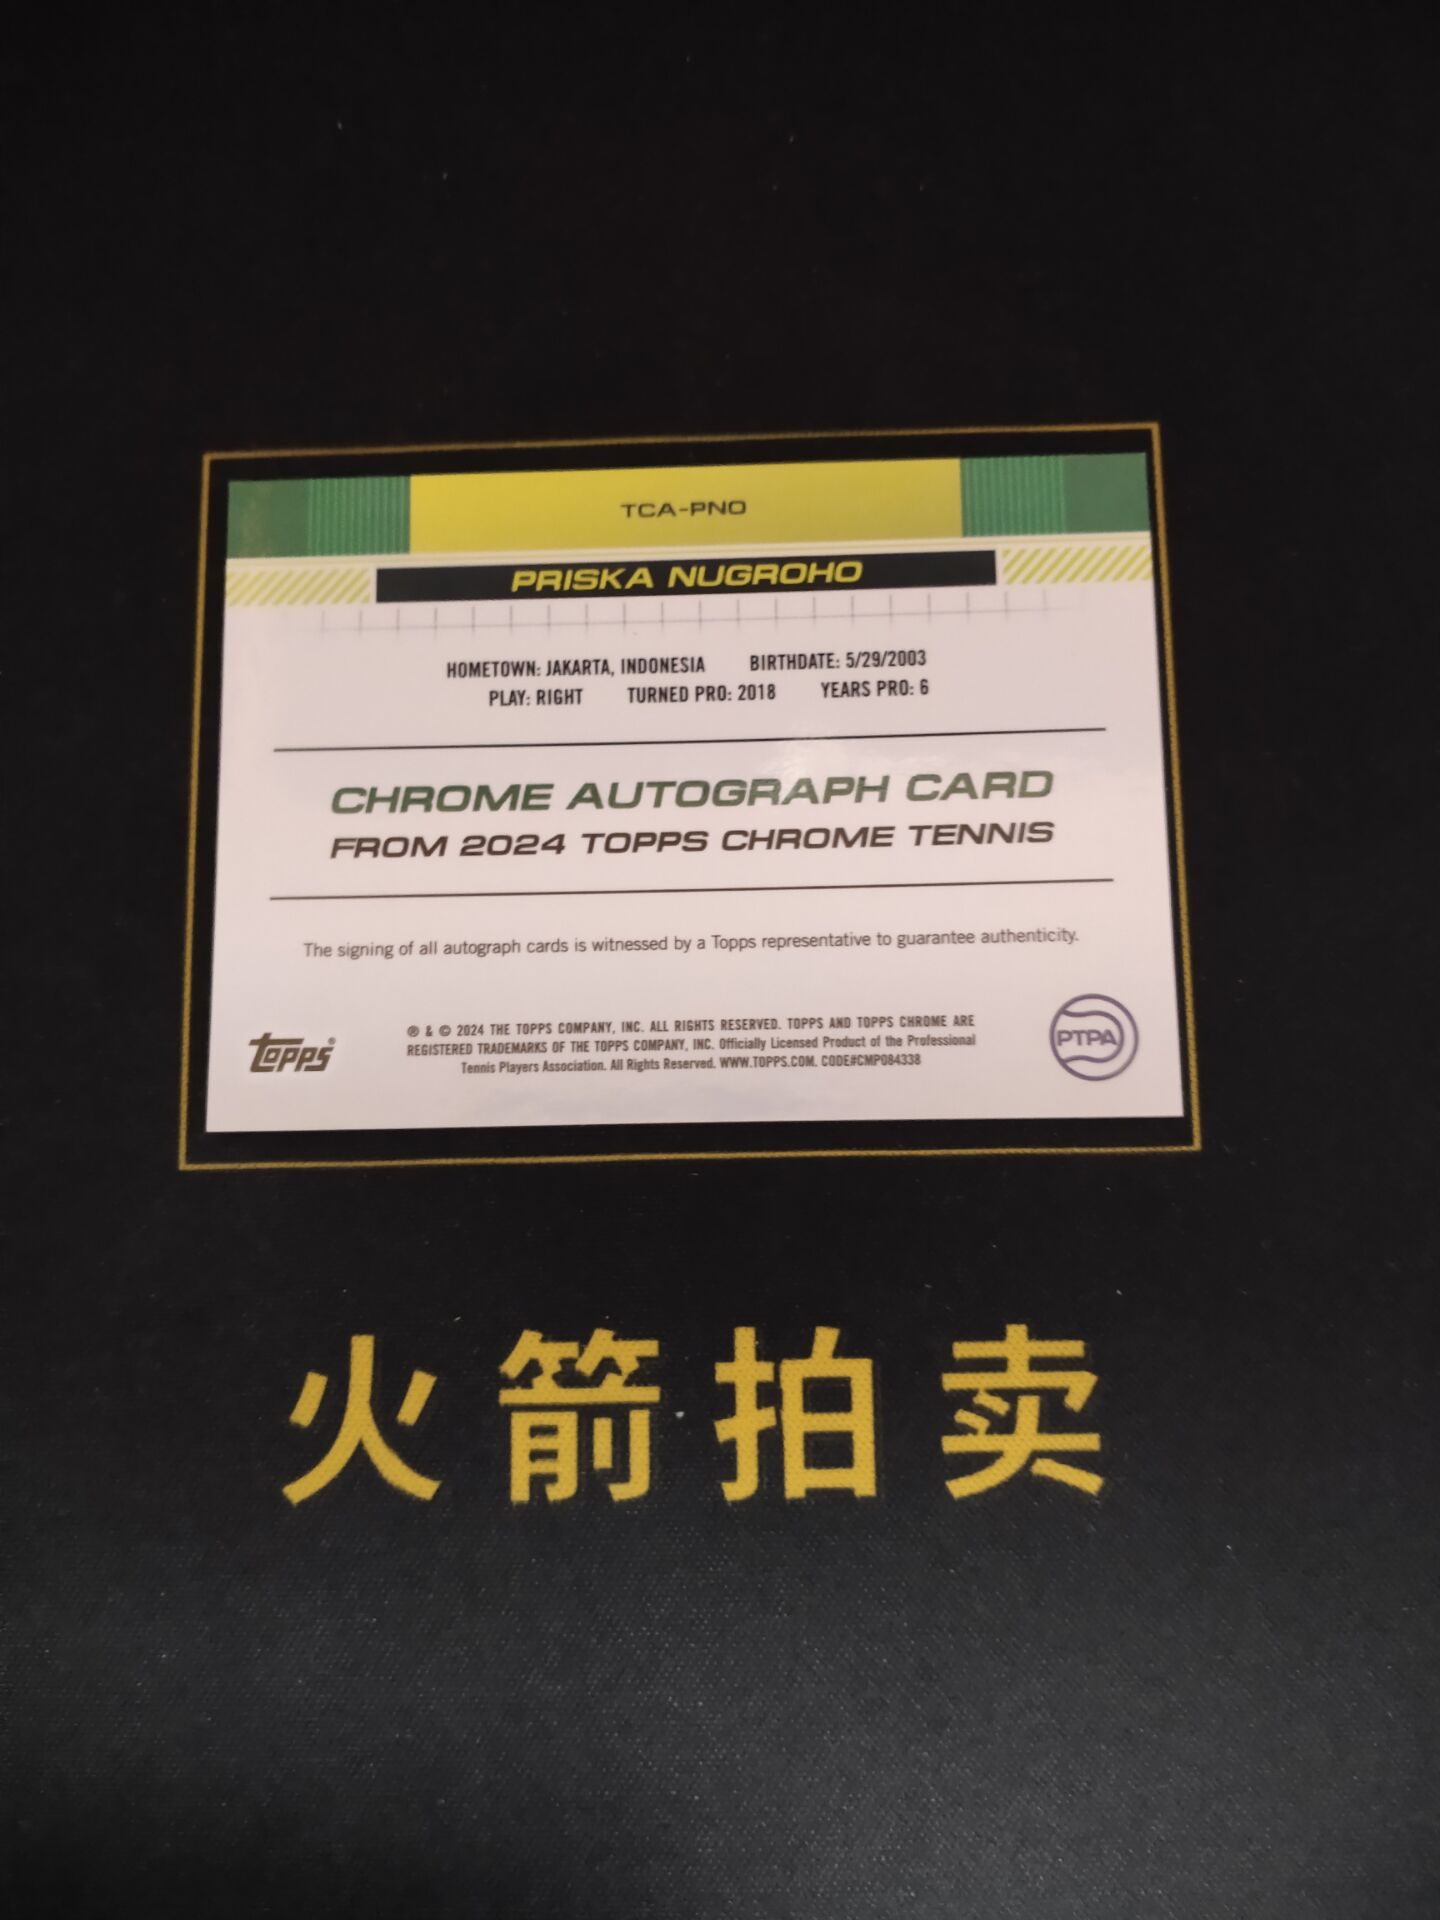 TCA-PNO
PRISKA NUGROHO
HOMETOWN: JAKARTA, INDONESIA BIRTHDATE: 5/29/2003
PLAY: RIGHT TURNED PRO: 2018 YEARS PRO: 6
CHROME AUTOGRAPH CARD
FROM 2024 TOPPS CHROME TENNIS
The signing of all autograph cards is witnessed by a Topps representative to guarantee authenticity.
topps®
® & © 2024 THE TOPPS COMPANY, INC. ALL RIGHTS RESERVED. TOPPS AND TOPPS CHROME ARE
REGISTERED TRADEMARKS OF THE TOPPS COMPANY, INC. Officially Licensed Product of the Professional
Tennis Players Association. All Rights Reserved. WWW.TOPPS.COM. CODE#CMP084338
PTPA
火箭拍卖